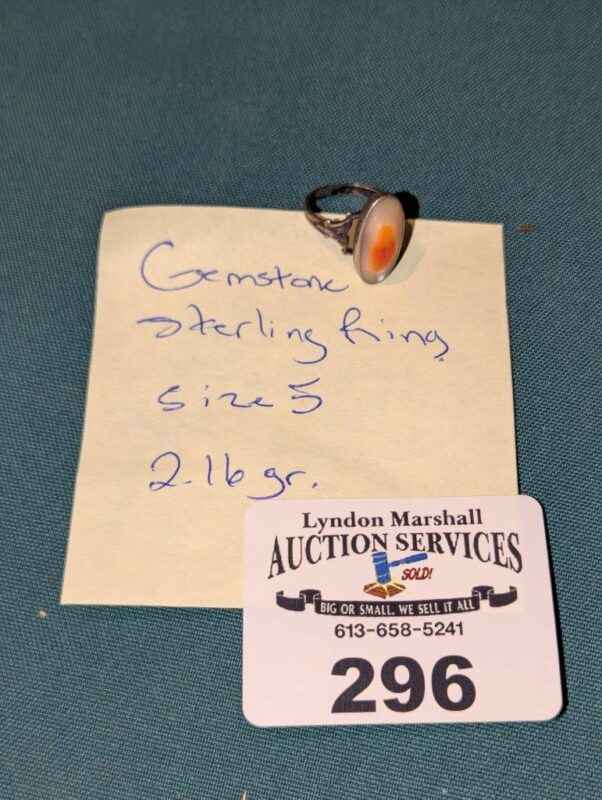 Gemstone
sterling Ring
size 5
2.16 gr.
Lyndon Marshall
AUCTION SERVICES
SOLD!
BIG OR SMALL, WE SELL IT ALL
613-658-5241
296